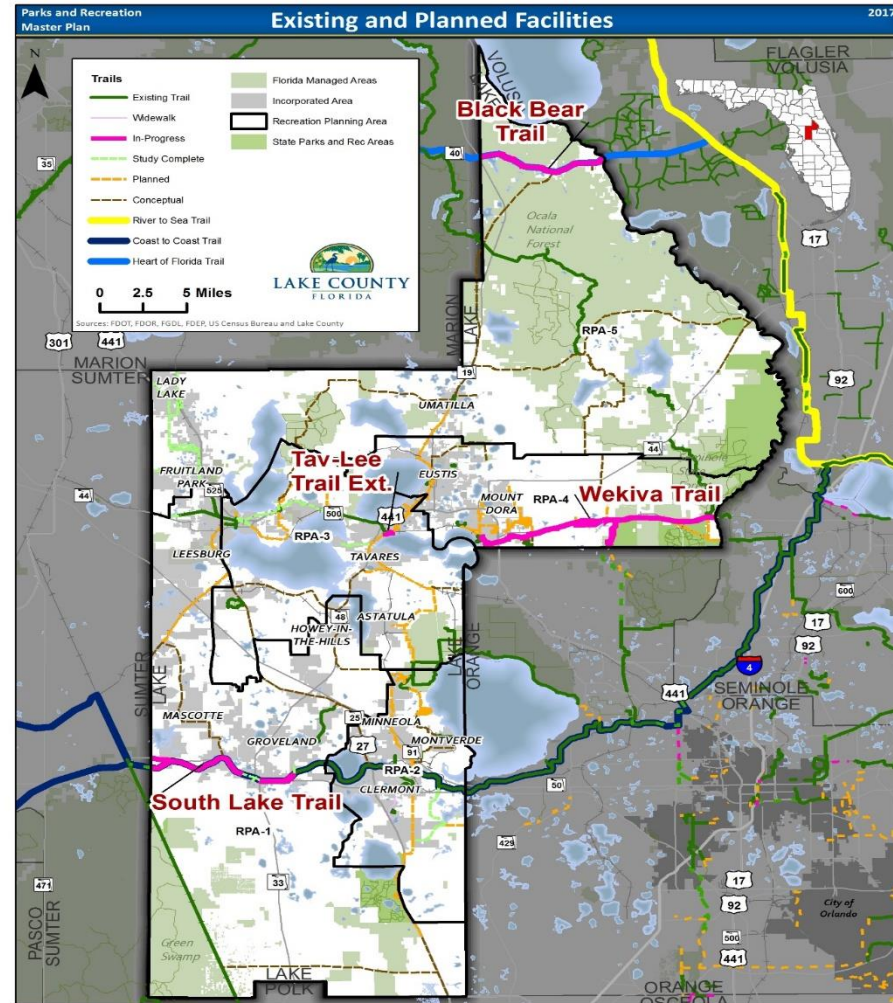 Parks and Recreation
Master Plan
Existing and Planned Facilities
2017
N
Trails
Existing Trail
Widewalk
In-Progress
Study Complete
Planned
Conceptual
River to Sea Trail
Coast to Coast Trail
Heart of Florida Trail
Florida Managed Areas
Incorporated Area
Recreation Planning Area
State Parks and Rec Areas
0 2.5 5 Miles
LAKE COUNTY
FLORIDA
Sources: FDOT, FDOR, FGDL, FDEP, US Census Bureau and Lake County
VOLUSIA
LAKE
FLAGLER
VOLUSIA
Black Bear
Trail
35
40
17
Ocala
National
Forest
MARION
LAKE
RPA-5
301
441
MARION
SUMTER
19
92
LADY
LAKE
UMATILLA
44
FRUITLAND
PARK
Tav-Lee
Trail Ext.
EUSTIS
525
44
441
MOUNT
DORA
RPA-4
Wekiva Trail
500
RPA-3
LEESBURG
TAVARES
48
ASTATULA
HOWEY-IN-
THE-HILLS
LAKE
ORANGE
600
17
92
4
SUMTER
LAKE
441
SEMINOLE
ORANGE
MASCOTTE
25
MINNEOLA
GROVELAND
27
91
MONTVERDE
RPA-2
CLERMONT
50
South Lake Trail
RPA-1
429
33
471
17
92
City of
Orlando
PASCO
SUMTER
500
441
Green
Swamp
LAKE
POLK
ORANGE
OSCEOLA